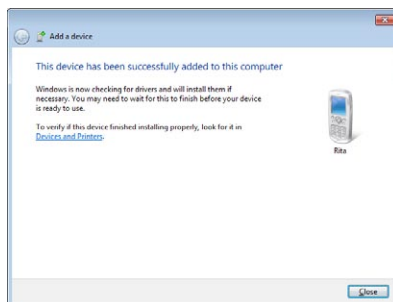 Add a device
This device has been successfully added to this computer
Windows is now checking for drivers and will install them if
necessary. You may need to wait for this to finish before your device
is ready to use.
To verify if this device finished installing properly, look for it in
Devices and Printers.
Rita
Close